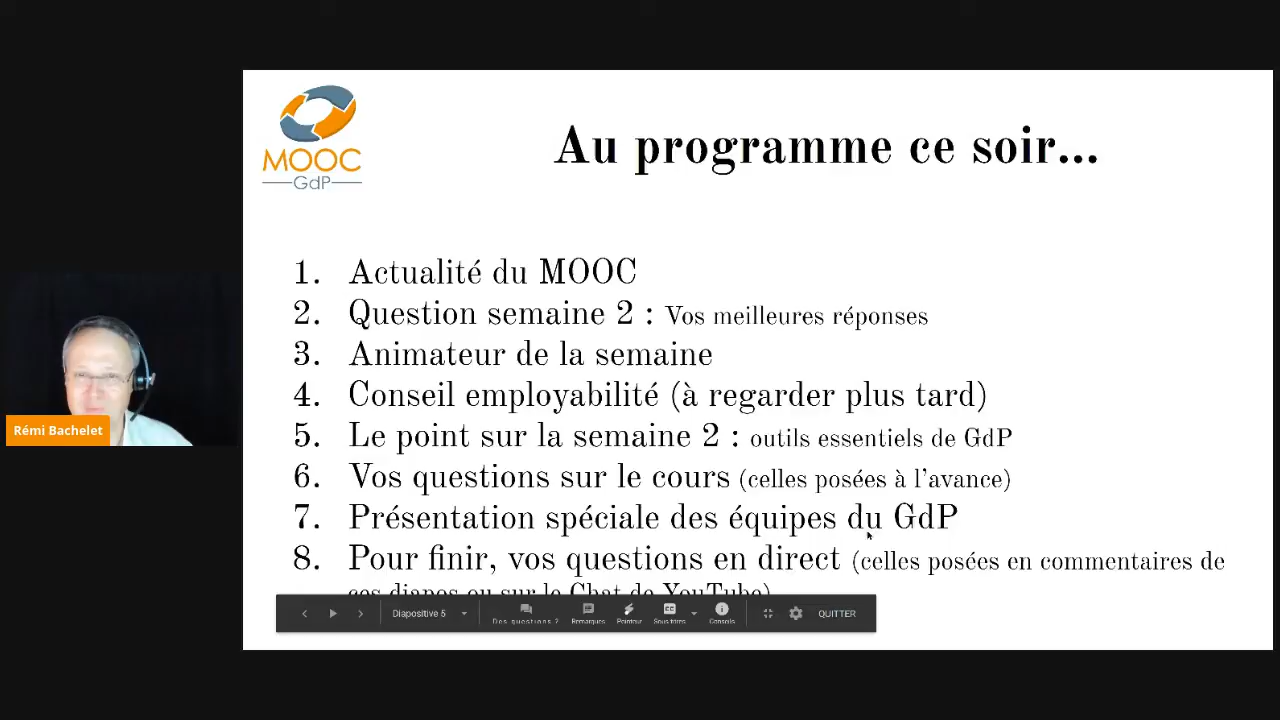 MOOC
GdP
Au programme ce soir...
1. Actualité du MOOC
2. Question semaine 2 : Vos meilleures réponses
3. Animateur de la semaine
4. Conseil employabilité (à regarder plus tard)
5. Le point sur la semaine 2 : outils essentiels de GdP
6. Vos questions sur le cours (celles posées à l'avance)
7. Présentation spéciale des équipes du GdP
8. Pour finir, vos questions en direct (celles posées en commentaires de
ces diapos ou sur le Chat de YouTube)
Rémi Bachelet
Diapositive 5
Des questions ?
Remarques
Pointeur
Sous-titres
Conseils
QUITTER